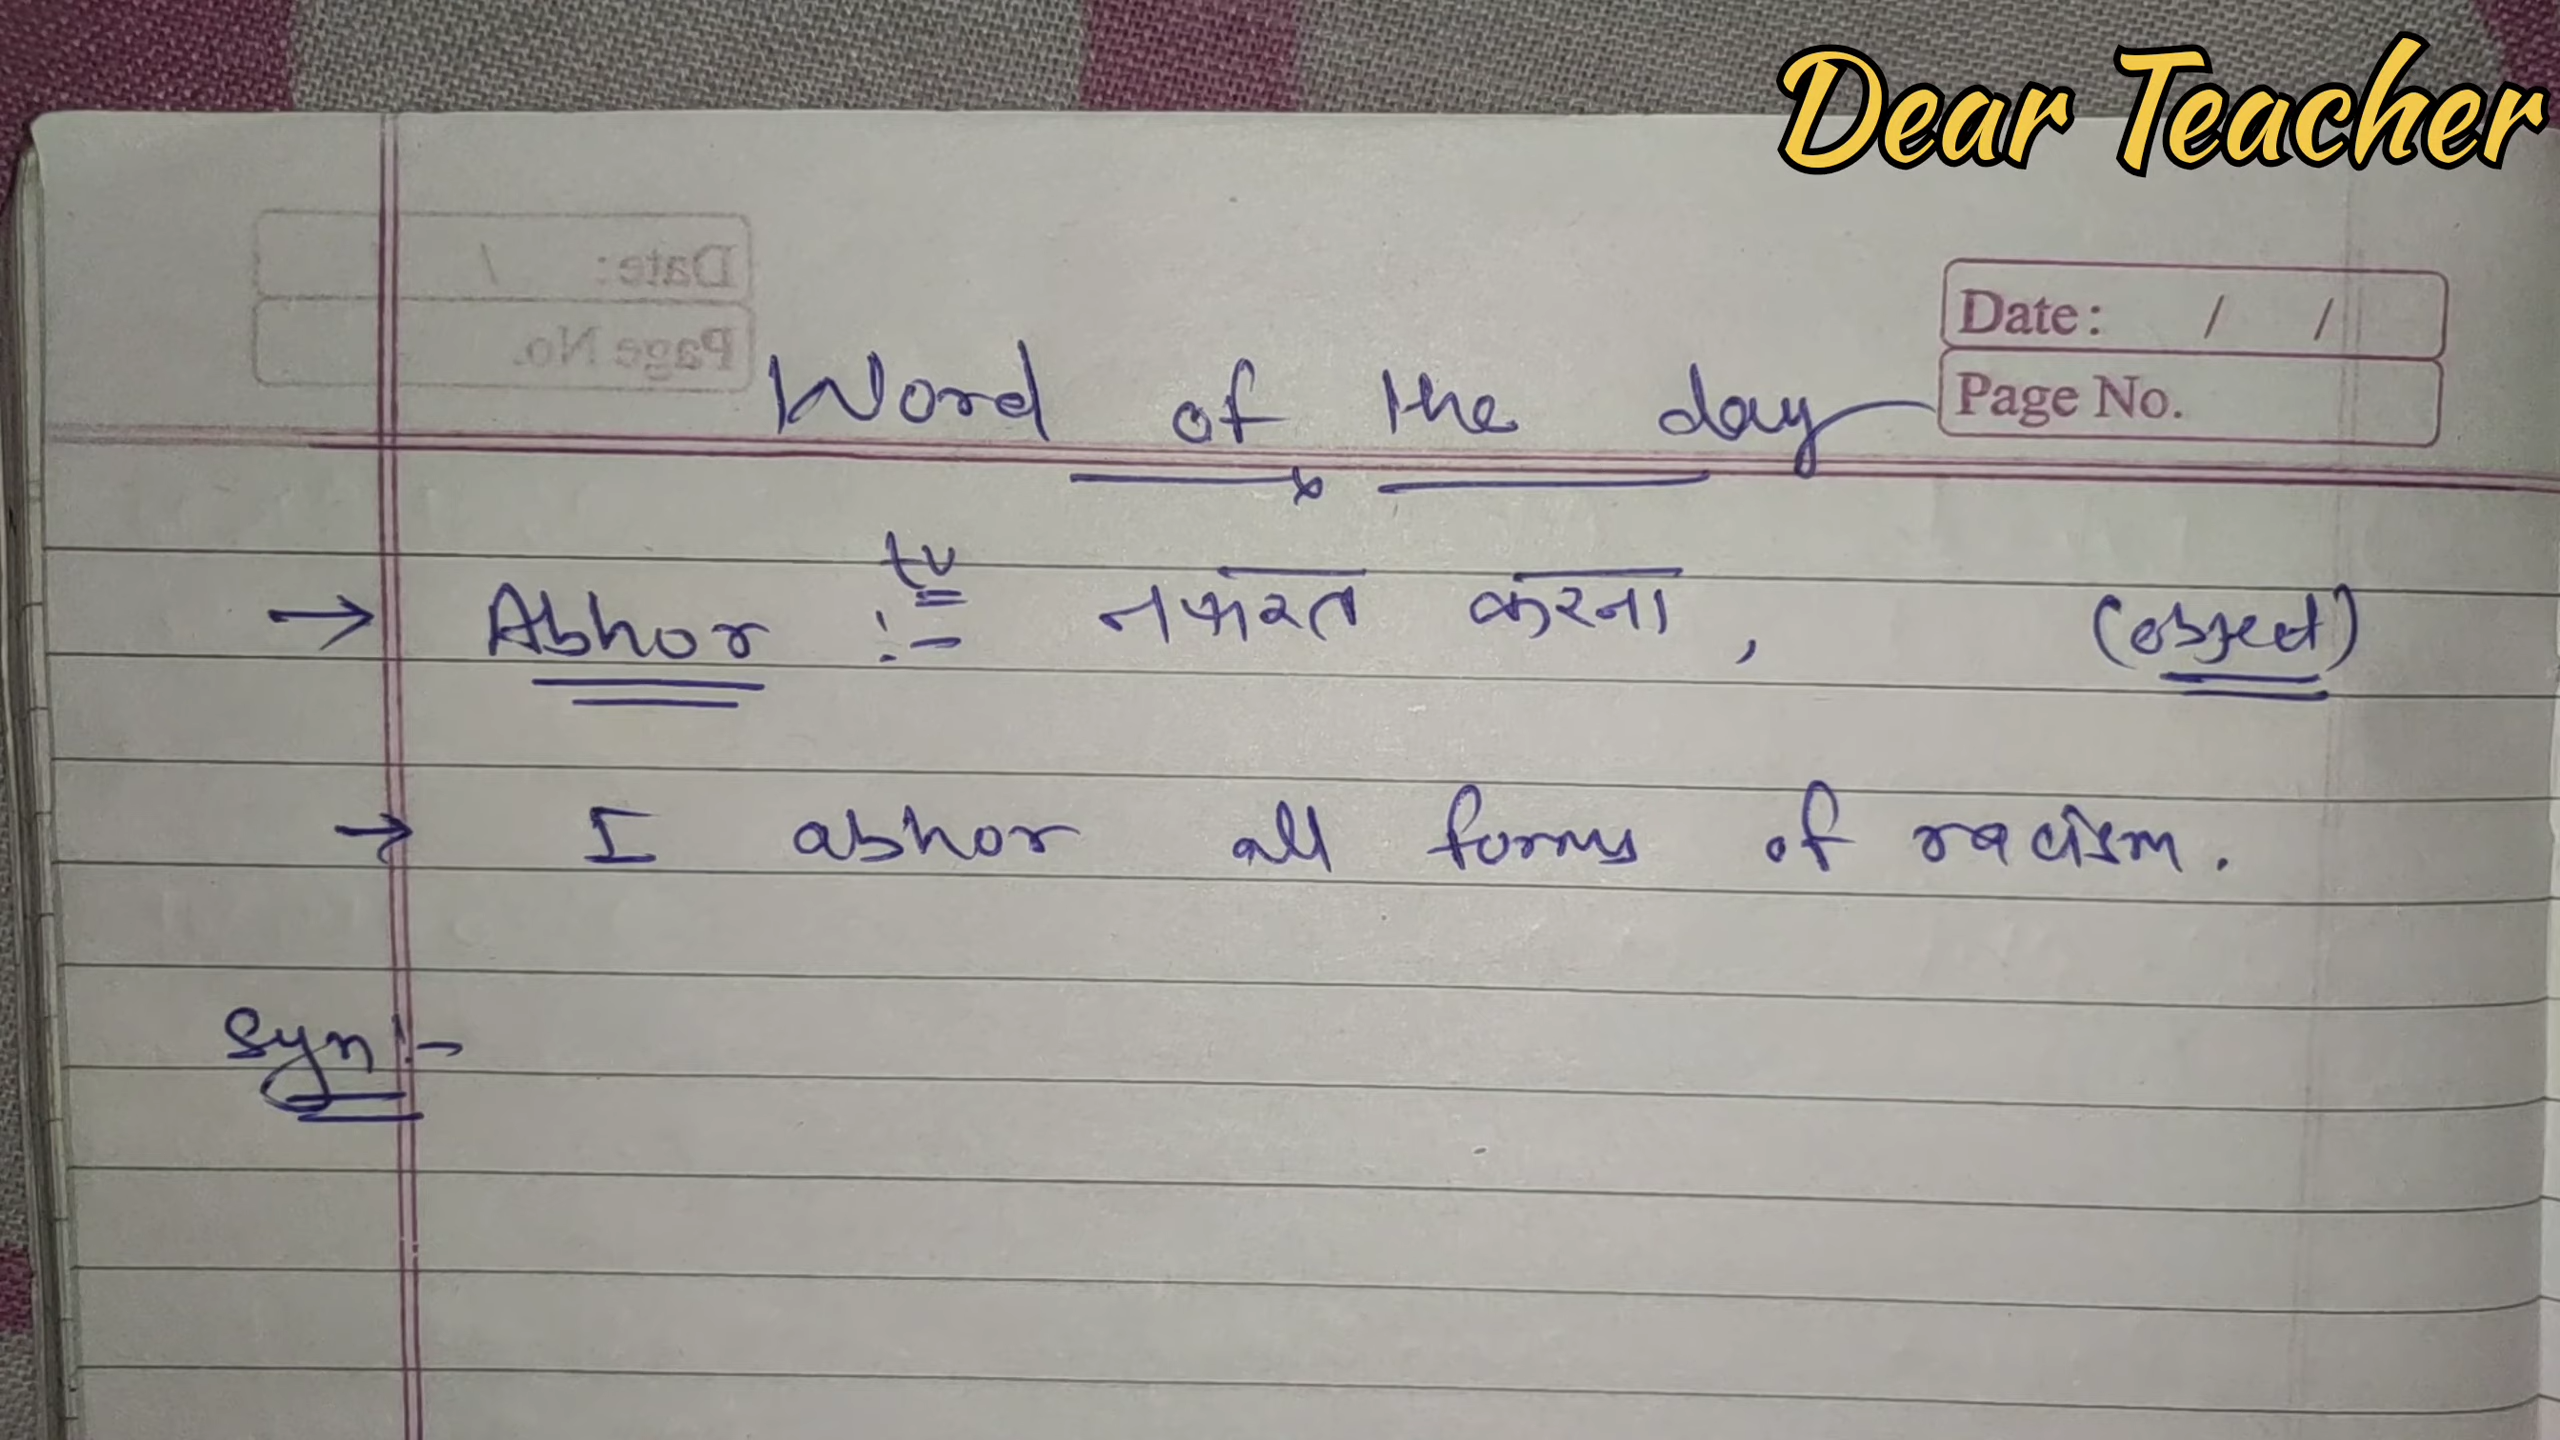 Dear Teacher
Date: / /
Page No.
Word of the day
tv
→ Abhor :- नफरत करना, (object)
→ I abhor all forms of racism.
Syn :-